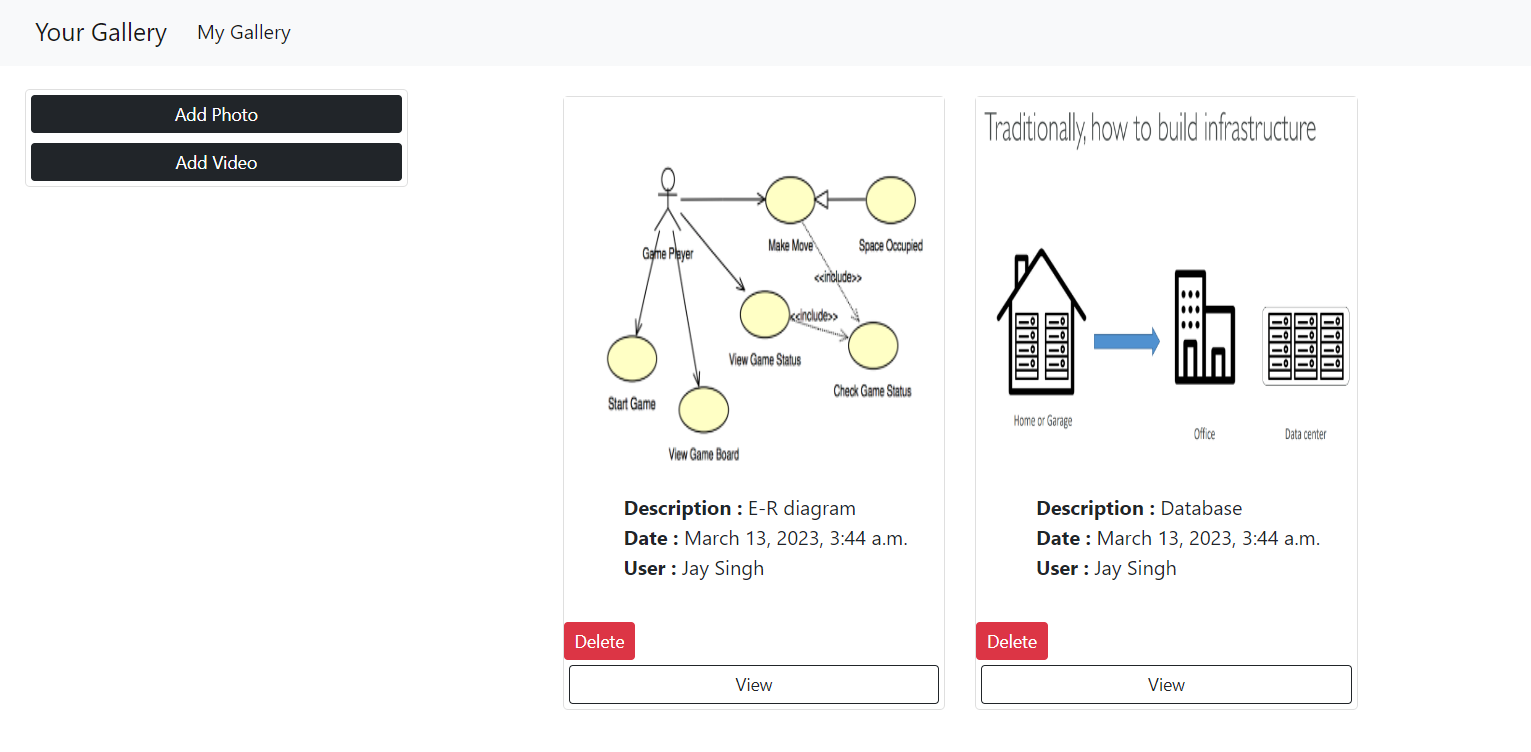 Your Gallery My Gallery
Add Photo
Add Video
Game Player
Make Move
Space Occupied
<<include>>
<<include>>
View Game Status
Check Game Status
Start Game
View Game Board
Description : E-R diagram
Date : March 13, 2023, 3:44 a.m.
User : Jay Singh
Delete
View
Traditionally, how to build infrastructure
Home or Garage
Office
Data center
Description : Database
Date : March 13, 2023, 3:44 a.m.
User : Jay Singh
Delete
View